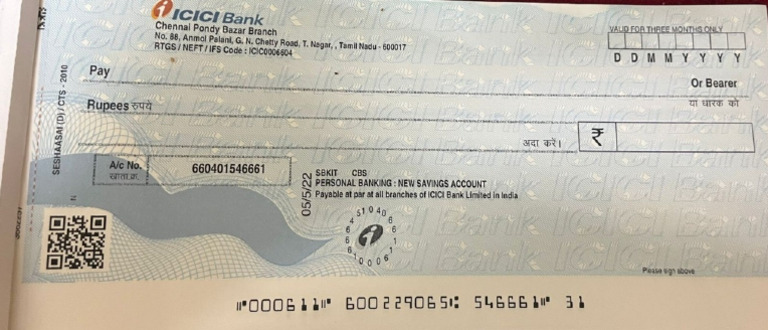 ICICI Bank
Chennai Pondy Bazar Branch
No. 88, Anmol Palani, G. N. Chetty Road, T. Nagar, , Tamil Nadu - 600017
RTGS / NEFT / IFS Code : ICIC0006604
VALID FOR THREE MONTHS ONLY
D D M M Y Y Y Y
Pay
Or Bearer
Rupees रुपये
या धारक को
अदा करें।
₹
A/c No.
खाता क्र.
660401546661
SBKIT CBS
PERSONAL BANKING : NEW SAVINGS ACCOUNT
Payable at par at all branches of ICICI Bank Limited in India
05/5/22
SESHAASAI (D) / CTS - 2010
Please sign above
⑈000611⑈ 600229065⑆ 546661⑈ 31